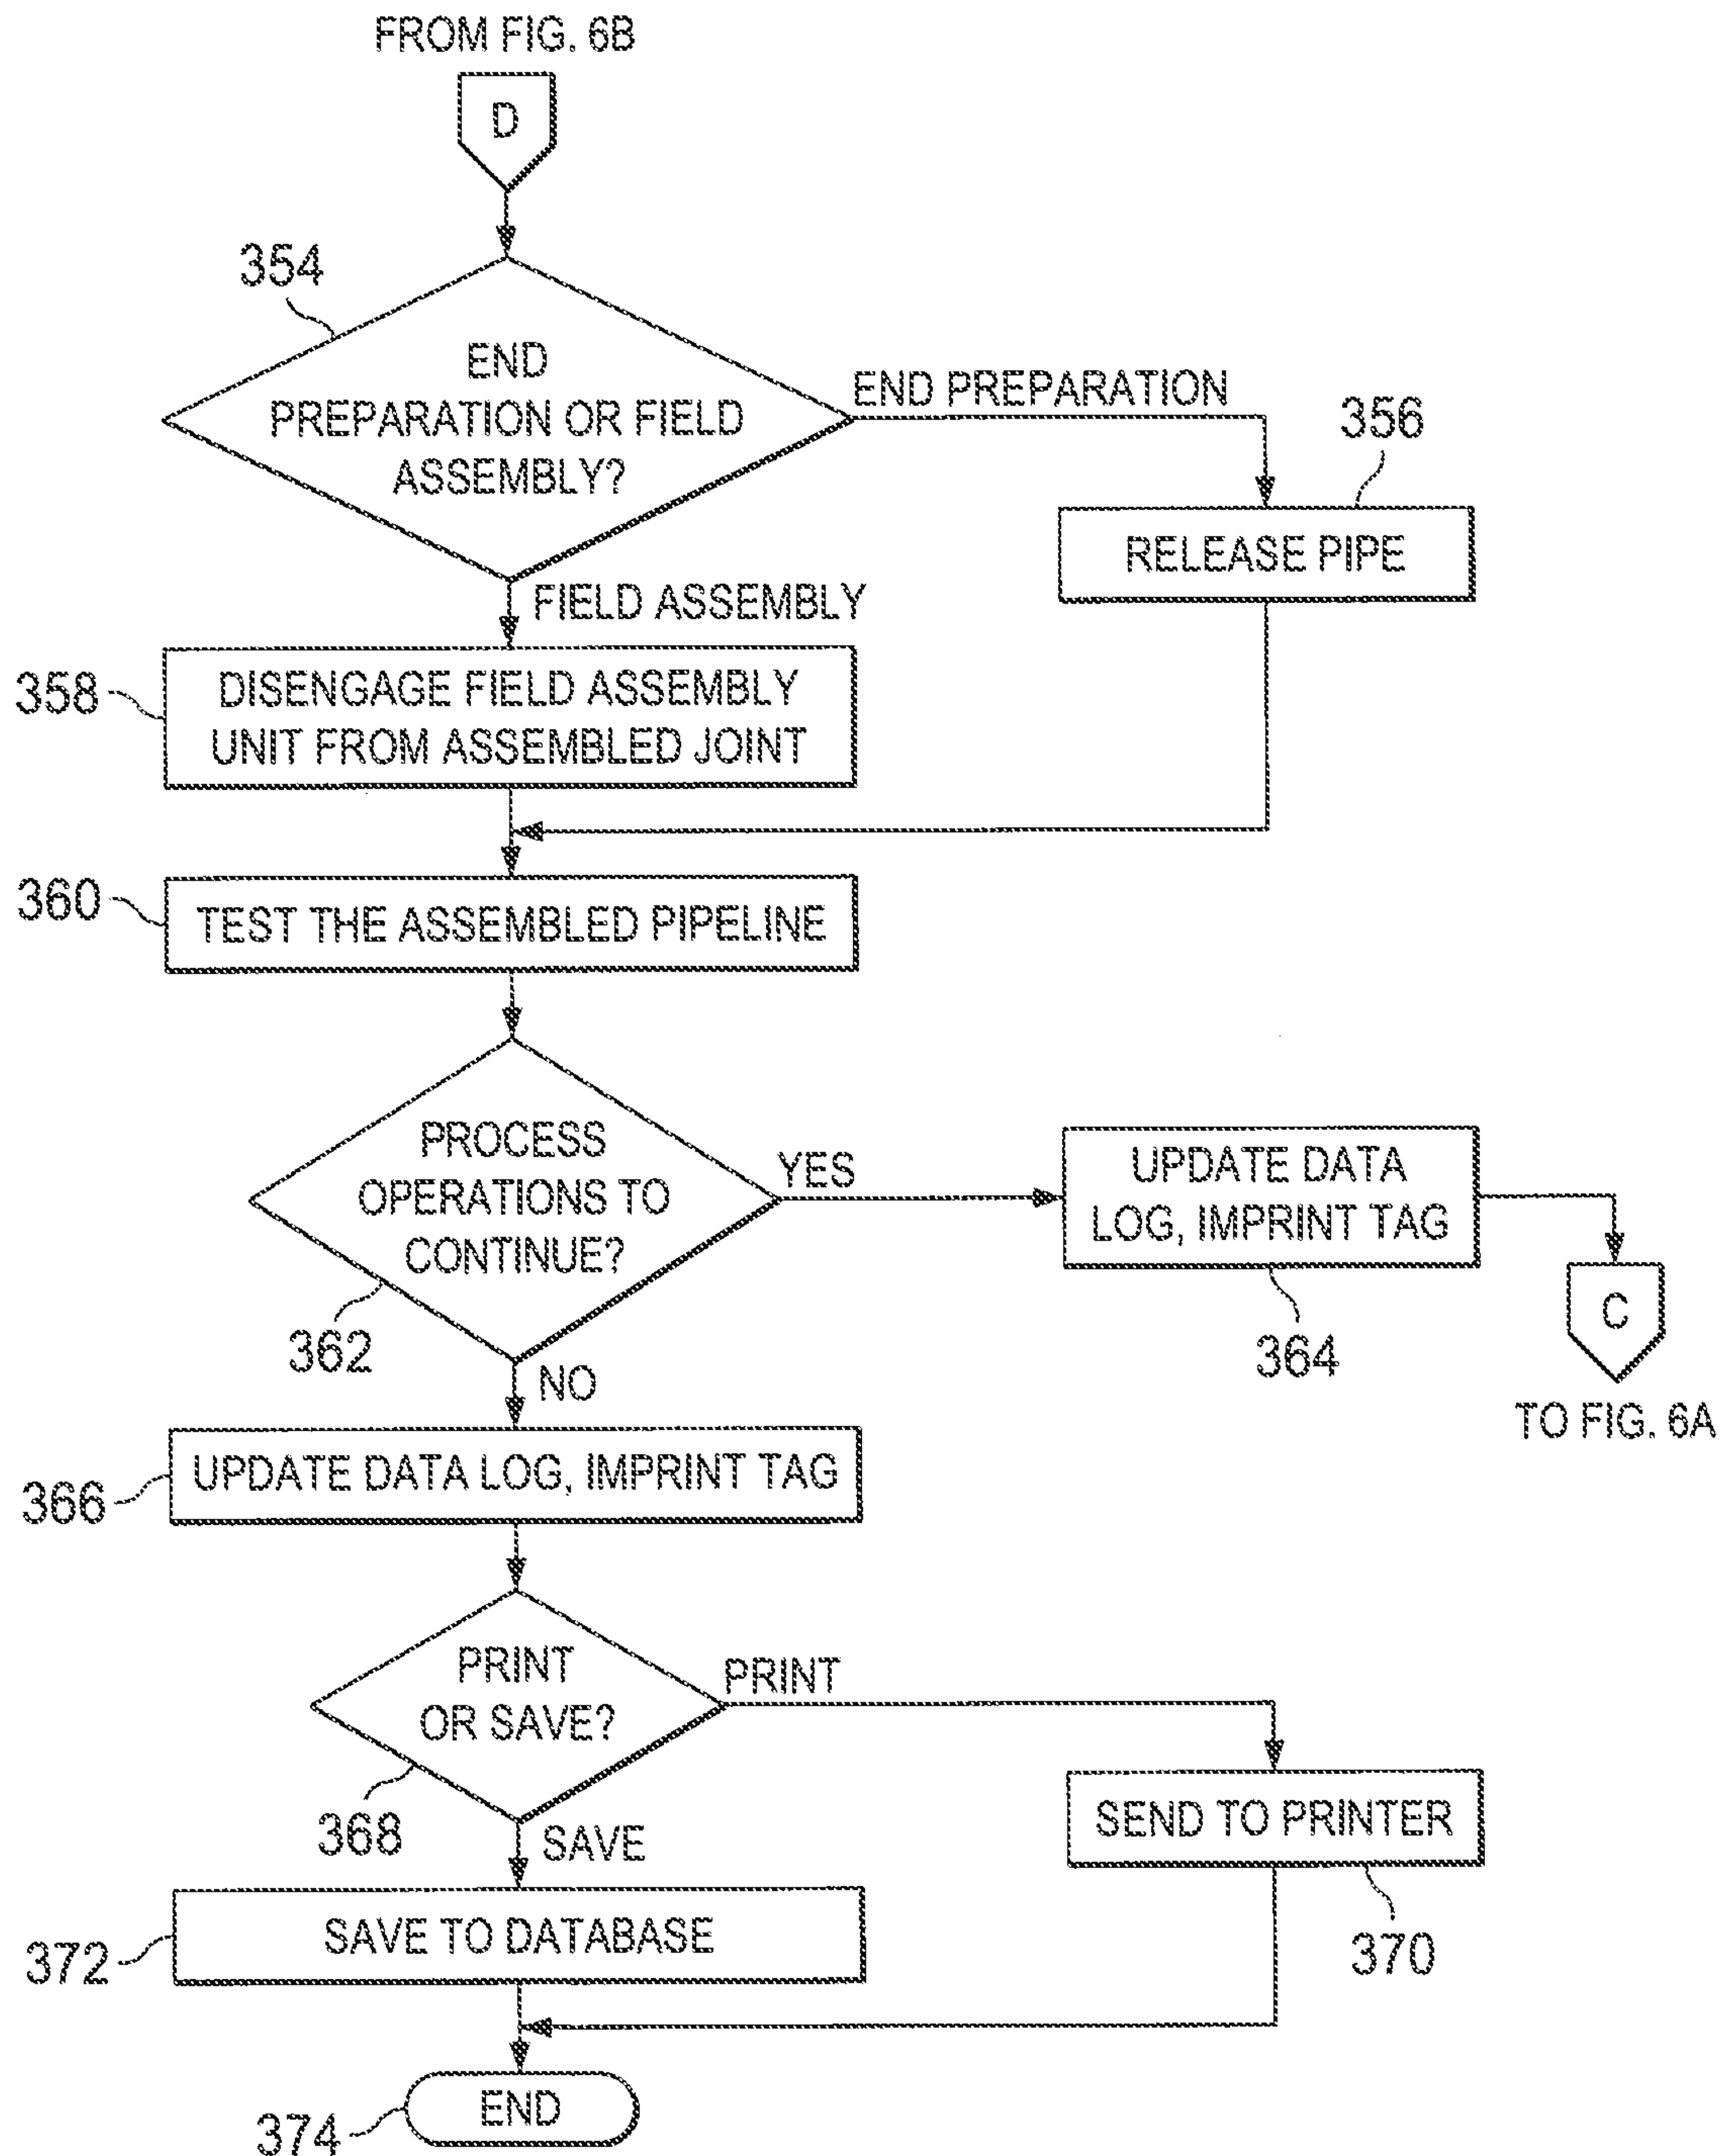 FROM FIG. 6B
D
354
END
PREPARATION OR FIELD
ASSEMBLY?
END PREPARATION
356
RELEASE PIPE
FIELD ASSEMBLY
358
DISENGAGE FIELD ASSEMBLY
UNIT FROM ASSEMBLED JOINT
360
TEST THE ASSEMBLED PIPELINE
PROCESS
OPERATIONS TO
CONTINUE?
362
YES
UPDATE DATA
LOG, IMPRINT TAG
364
C
TO FIG. 6A
NO
366
UPDATE DATA LOG, IMPRINT TAG
PRINT
OR SAVE?
368
PRINT
SEND TO PRINTER
370
SAVE
372
SAVE TO DATABASE
END
374